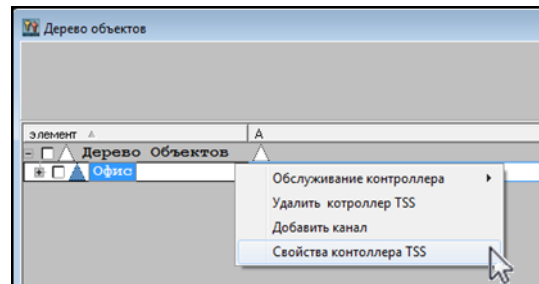 Дерево объектов
элемент A
Дерево Объектов
Офис
Обслуживание контроллера
Удалить котроллер TSS
Добавить канал
Свойства контоллера TSS